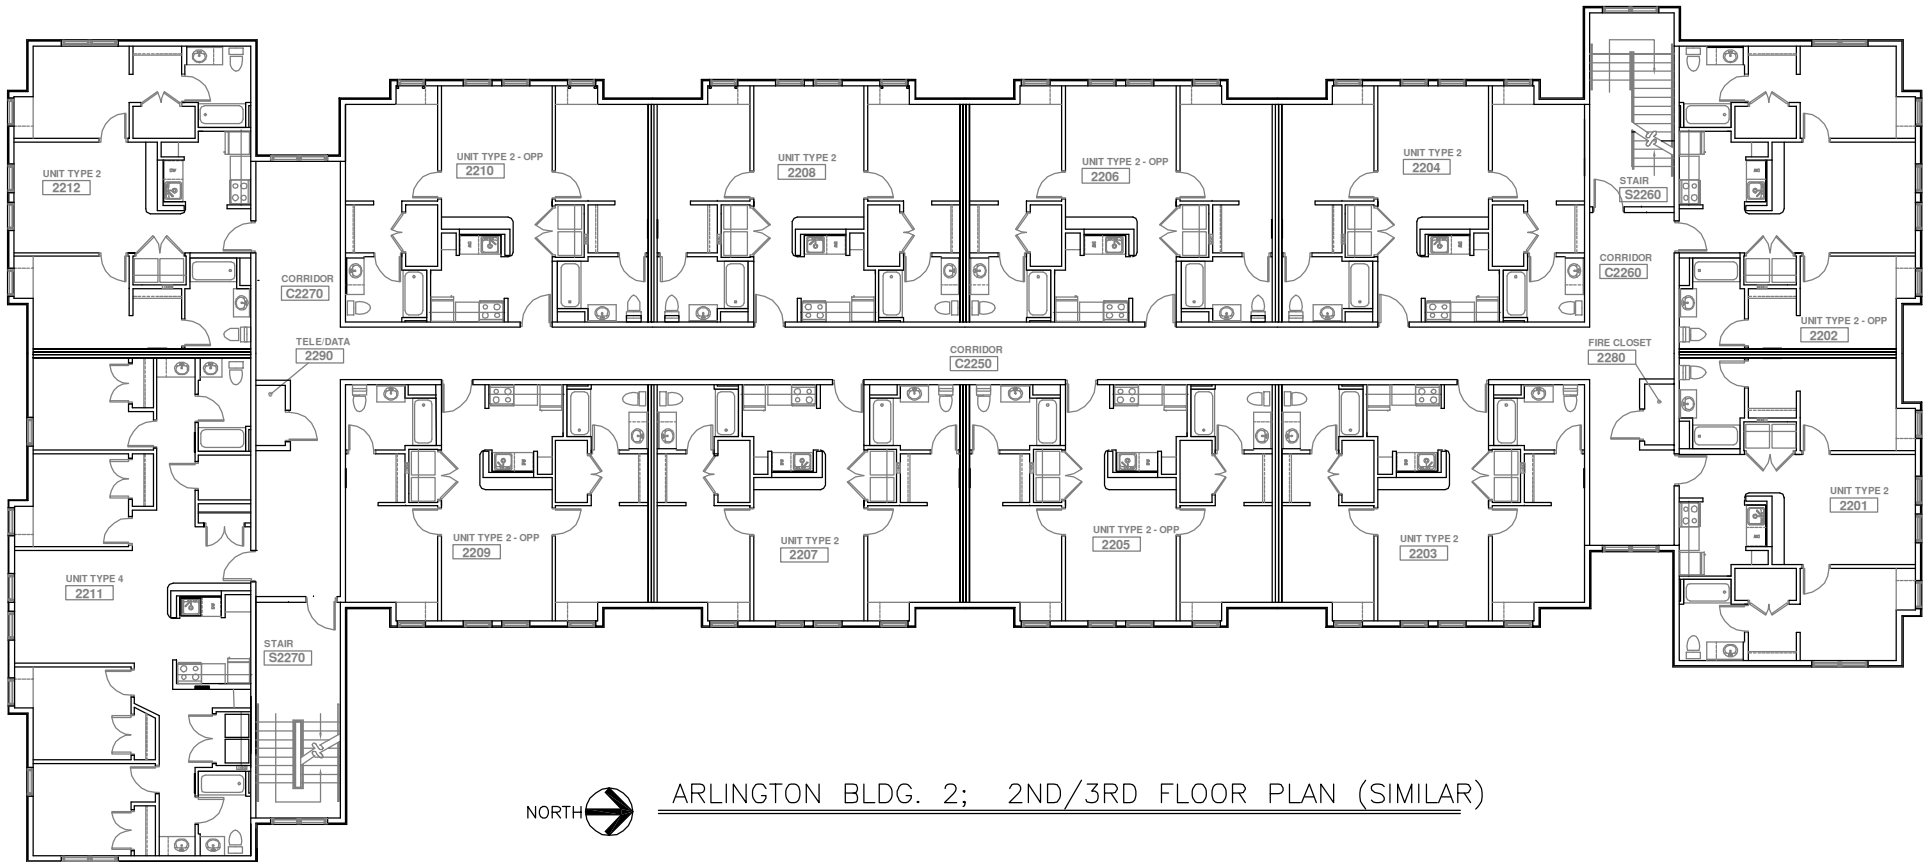 UNIT TYPE 2
2212
UNIT TYPE 2 - OPP
2210
UNIT TYPE 2
2208
UNIT TYPE 2 - OPP
2206
UNIT TYPE 2
2204
STAIR
S2260
CORRIDOR
C2270
CORRIDOR
C2260
UNIT TYPE 2 - OPP
2202
TELE/DATA
2290
CORRIDOR
C2250
FIRE CLOSET
2280
UNIT TYPE 2
2201
UNIT TYPE 2 - OPP
2209
UNIT TYPE 2
2207
UNIT TYPE 2 - OPP
2205
UNIT TYPE 2
2203
UNIT TYPE 4
2211
STAIR
S2270
NORTH
ARLINGTON BLDG. 2; 2ND/3RD FLOOR PLAN (SIMILAR)